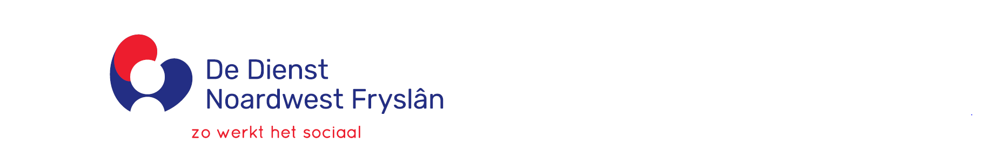 De Dienst
Noardwest Fryslân
zo werkt het sociaal